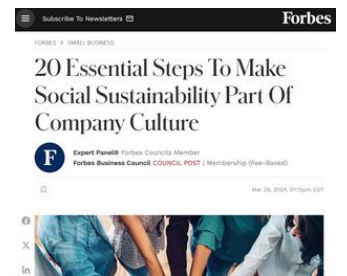 Subscribe To Newsletters
Forbes
FORBES > SMALL BUSINESS
20 Essential Steps To Make
Social Sustainability Part Of
Company Culture
F
Expert Panel® Forbes Councils Member
Forbes Business Council COUNCIL POST | Membership (Fee-Based)
Mar 28, 2024, 01:15pm EDT
in